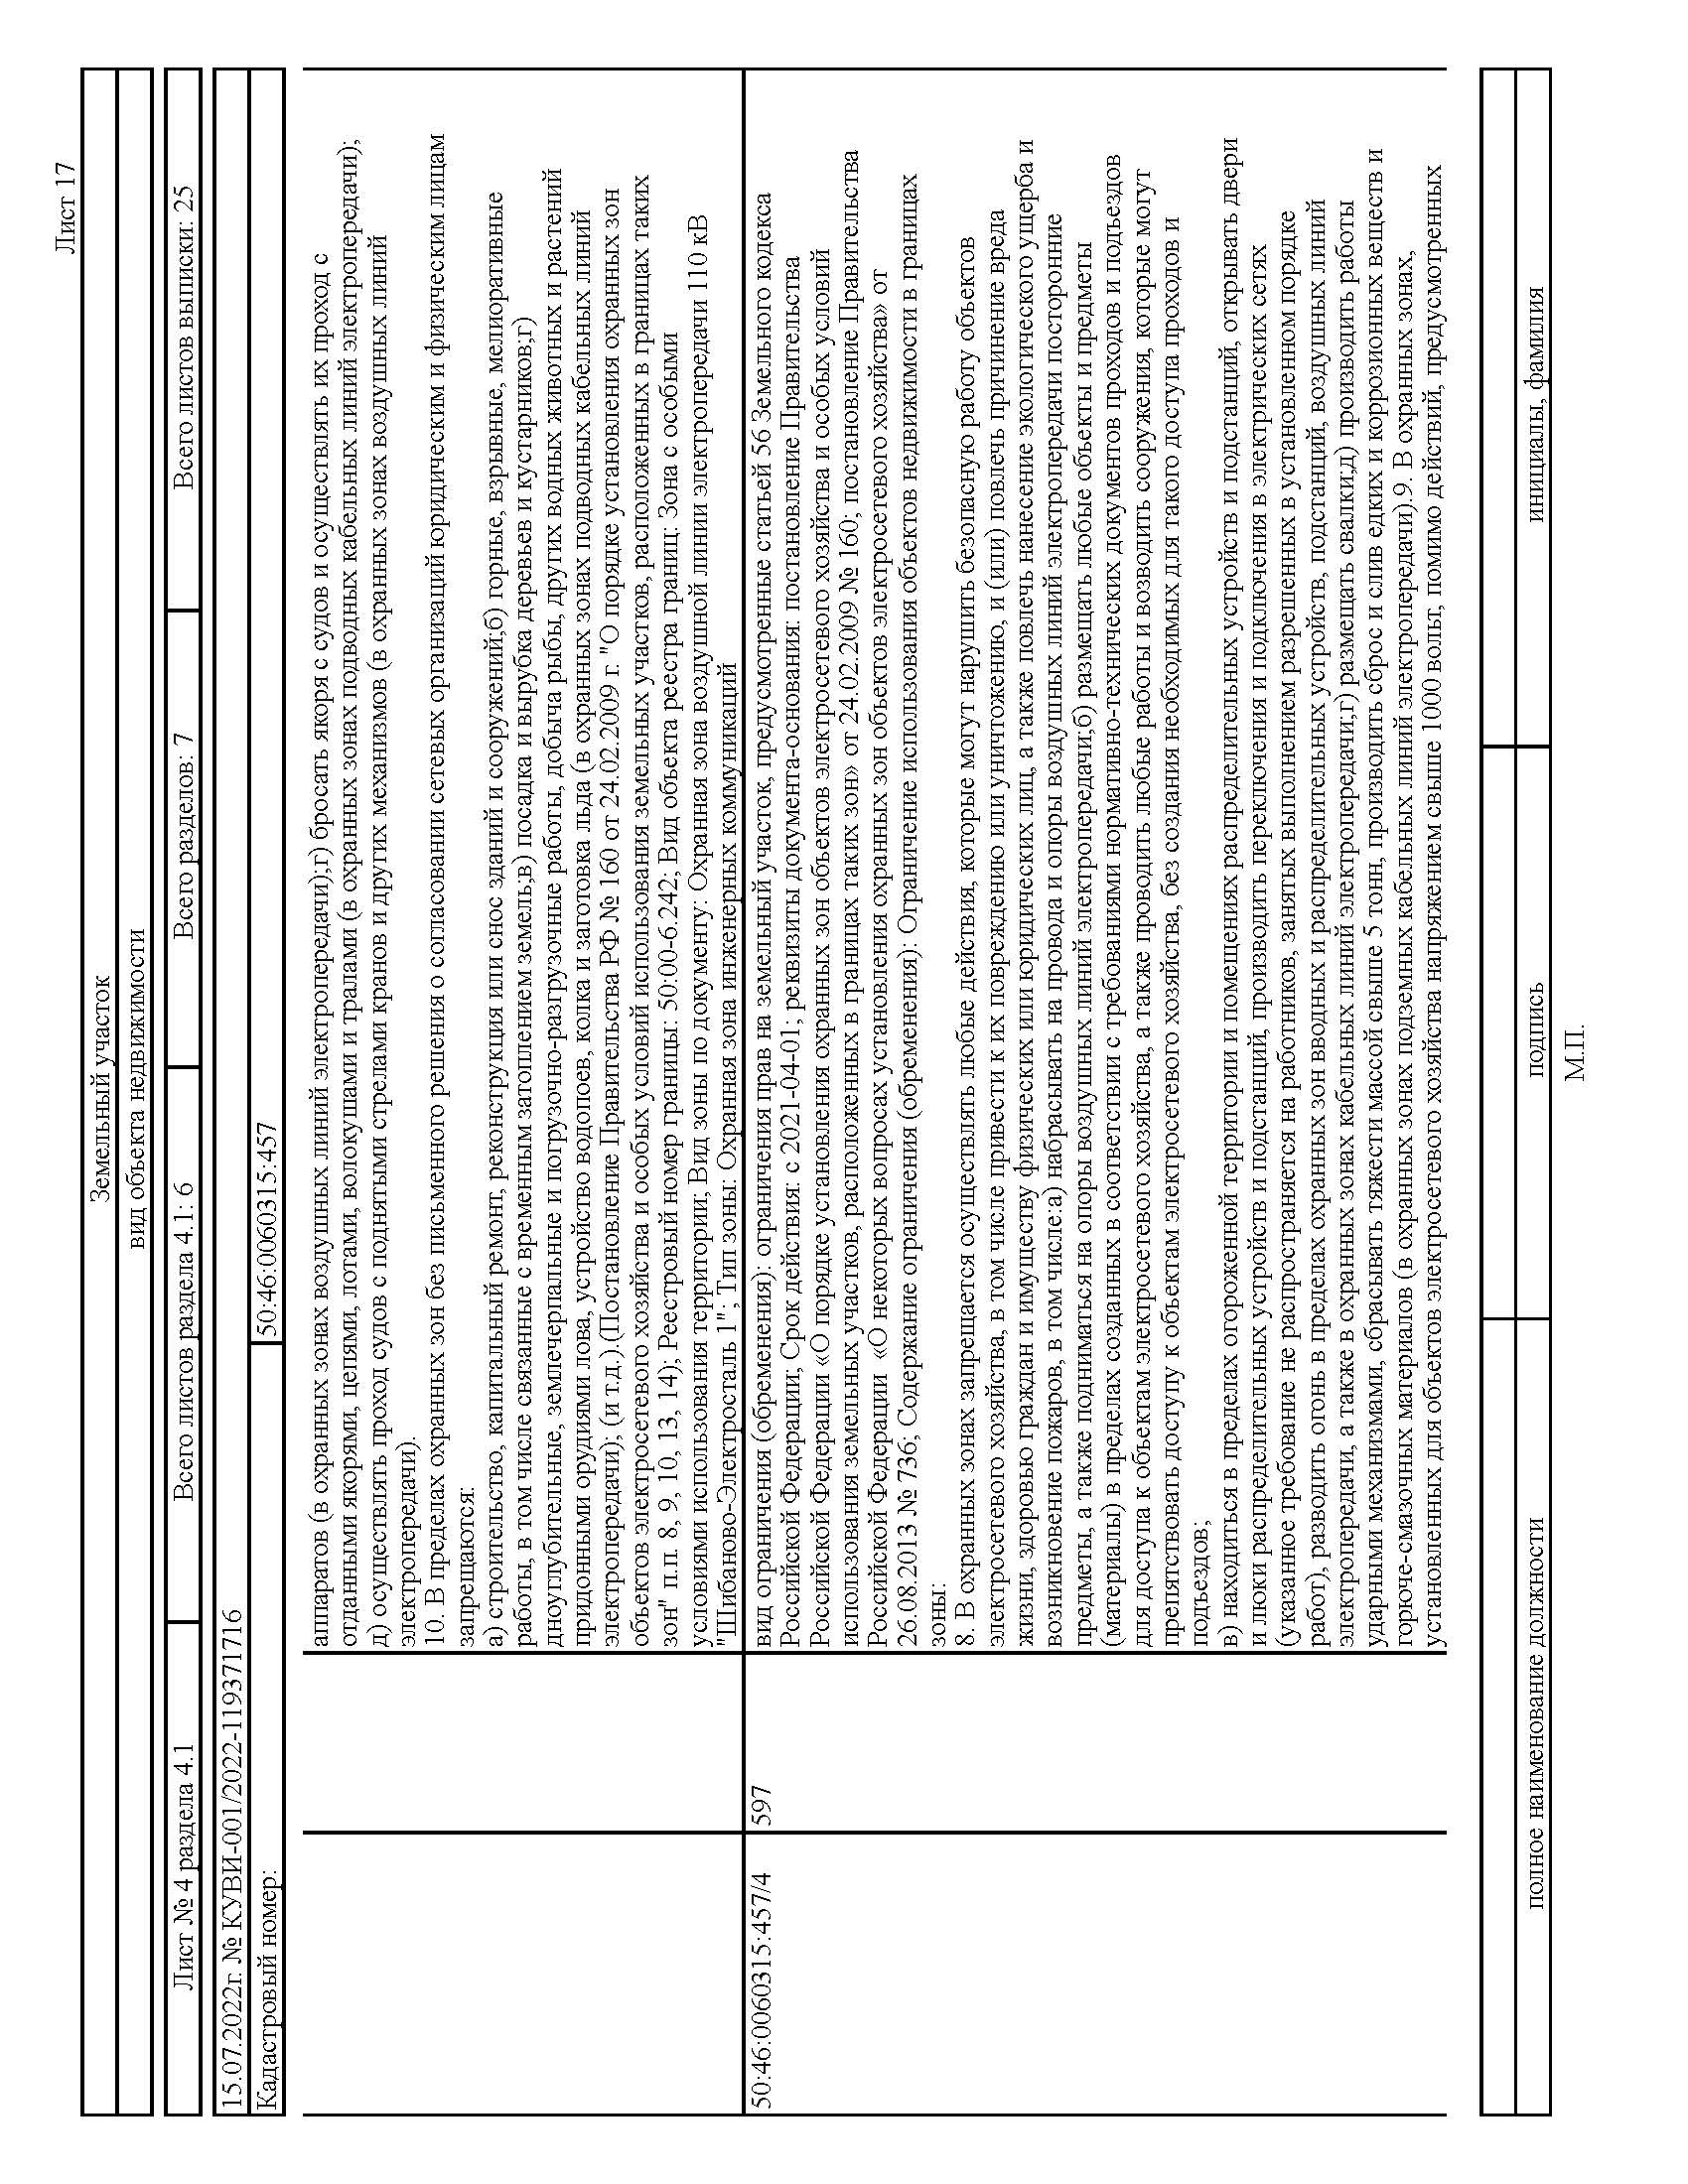 Лист 17
Земельный участок
вид объекта недвижимости
Лист № 4 раздела 4.1
Всего листов раздела 4.1: 6
Всего разделов: 7
Всего листов выписки: 25
15.07.2022г. № КУВИ-001/2022-119371716
Кадастровый номер:
50:46:0060315:457
аппаратов (в охранных зонах воздушных линий электропередачи);г) бросать якоря с судов и осуществлять их проход с
отданными якорями, цепями, лотами, волокушами и тралами (в охранных зонах подводных кабельных линий электропередачи);
д) осуществлять проход судов с поднятыми стрелами кранов и других механизмов (в охранных зонах воздушных линий
электропередачи).
10. В пределах охранных зон без письменного решения о согласовании сетевых организаций юридическим и физическим лицам
запрещаются:
а) строительство, капитальный ремонт, реконструкция или снос зданий и сооружений;б) горные, взрывные, мелиоративные
работы, в том числе связанные с временным затоплением земель;в) посадка и вырубка деревьев и кустарников;г)
дноуглубительные, землечерпальные и погрузочно-разгрузочные работы, добыча рыбы, других водных животных и растений
придонными орудиями лова, устройство водопоев, колка и заготовка льда (в охранных зонах подводных кабельных линий
электропередачи); (и т.д.).(Постановление Правительства РФ № 160 от 24.02.2009 г. "О порядке установления охранных зон
объектов электросетевого хозяйства и особых условий использования земельных участков, расположенных в границах таких
зон" п.п. 8, 9, 10, 13, 14); Реестровый номер границы: 50:00-6.242; Вид объекта реестра границ: Зона с особыми
условиями использования территории; Вид зоны по документу: Охранная зона воздушной линии электропередачи 110 кВ
"Шибаново-Электросталь 1"; Тип зоны: Охранная зона инженерных коммуникаций
50:46:0060315:457/4
597
вид ограничения (обременения): ограничения прав на земельный участок, предусмотренные статьей 56 Земельного кодекса
Российской Федерации; Срок действия: с 2021-04-01; реквизиты документа-основания: постановление Правительства
Российской Федерации «О порядке установления охранных зон объектов электросетевого хозяйства и особых условий
использования земельных участков, расположенных в границах таких зон» от 24.02.2009 № 160; постановление Правительства
Российской Федерации «О некоторых вопросах установления охранных зон объектов электросетевого хозяйства» от
26.08.2013 № 736; Содержание ограничения (обременения): Ограничение использования объектов недвижимости в границах
зоны:
8. В охранных зонах запрещается осуществлять любые действия, которые могут нарушить безопасную работу объектов
электросетевого хозяйства, в том числе привести к их повреждению или уничтожению, и (или) повлечь причинение вреда
жизни, здоровью граждан и имуществу физических или юридических лиц, а также повлечь нанесение экологического ущерба и
возникновение пожаров, в том числе:а) набрасывать на провода и опоры воздушных линий электропередачи посторонние
предметы, а также подниматься на опоры воздушных линий электропередачи;б) размещать любые объекты и предметы
(материалы) в пределах созданных в соответствии с требованиями нормативно-технических документов проходов и подъездов
для доступа к объектам электросетевого хозяйства, а также проводить любые работы и возводить сооружения, которые могут
препятствовать доступу к объектам электросетевого хозяйства, без создания необходимых для такого доступа проходов и
подъездов;
в) находиться в пределах огороженной территории и помещениях распределительных устройств и подстанций, открывать двери
и люки распределительных устройств и подстанций, производить переключения и подключения в электрических сетях
(указанное требование не распространяется на работников, занятых выполнением разрешенных в установленном порядке
работ), разводить огонь в пределах охранных зон вводных и распределительных устройств, подстанций, воздушных линий
электропередачи, а также в охранных зонах кабельных линий электропередачи;г) размещать свалки;д) производить работы
ударными механизмами, сбрасывать тяжести массой свыше 5 тонн, производить сброс и слив едких и коррозионных веществ и
горюче-смазочных материалов (в охранных зонах подземных кабельных линий электропередачи).9. В охранных зонах,
установленных для объектов электросетевого хозяйства напряжением свыше 1000 вольт, помимо действий, предусмотренных
полное наименование должности
подпись
инициалы, фамилия
М.П.